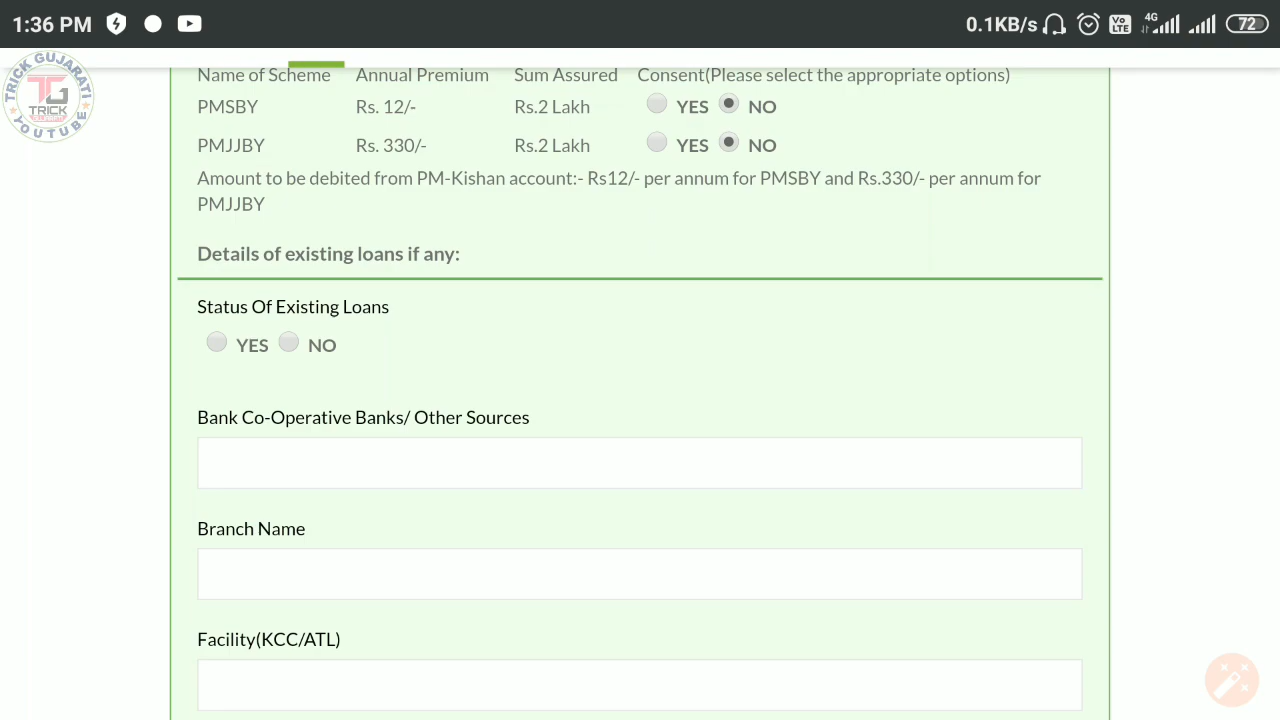 1:36 PM
0.1KB/s
Vo LTE
4G
72
TRICK GUJARATI
TG
TRICK
YOUTUBE
Name of Scheme Annual Premium Sum Assured Consent(Please select the appropriate options)
PMSBY Rs. 12/- Rs.2 Lakh YES NO
PMJJBY Rs. 330/- Rs.2 Lakh YES NO
Amount to be debited from PM-Kishan account:- Rs12/- per annum for PMSBY and Rs.330/- per annum for
PMJJBY
Details of existing loans if any:
Status Of Existing Loans
YES NO
Bank Co-Operative Banks/ Other Sources
Branch Name
Facility(KCC/ATL)